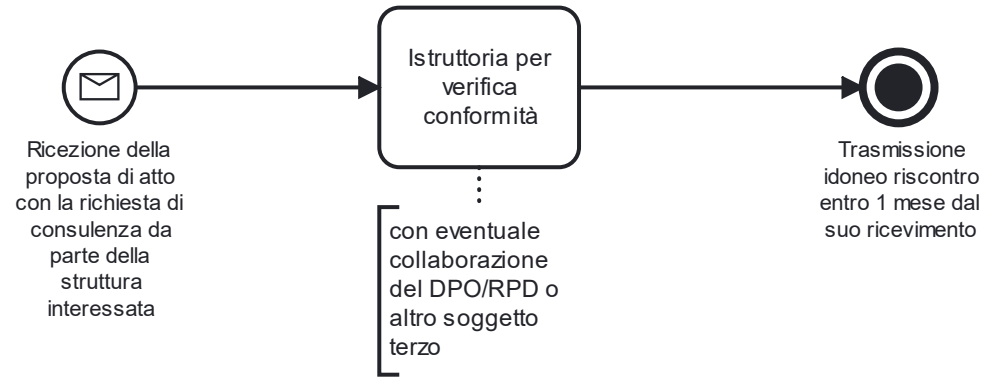 Ricezione della
proposta di atto
con la richiesta di
consulenza da
parte della
struttura
interessata
Istruttoria per
verifica
conformità
con eventuale
collaborazione
del DPO/RPD o
altro soggetto
terzo
Trasmissione
idoneo riscontro
entro 1 mese dal
suo ricevimento